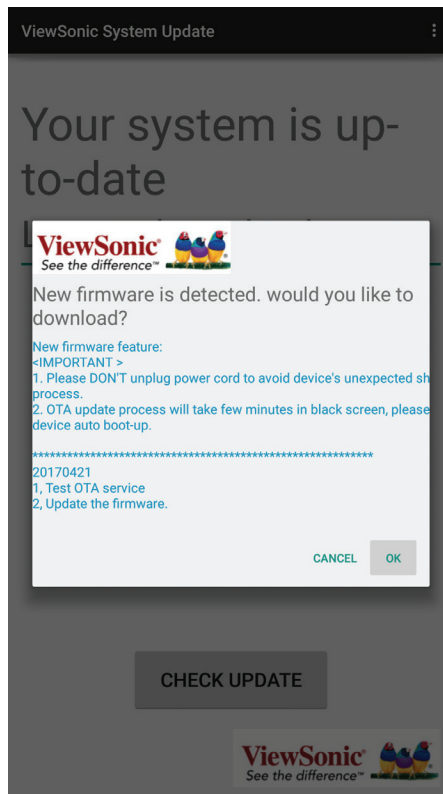 ViewSonic System Update
Your system is up-
to-date
ViewSonic®
See the difference™
New firmware is detected. would you like to
download?
New firmware feature:
<IMPORTANT >
1. Please DON'T unplug power cord to avoid device's unexpected sh
process.
2. OTA update process will take few minutes in black screen, please
device auto boot-up.
***********************************************************
20170421
1, Test OTA service
2, Update the firmware.
CANCEL OK
CHECK UPDATE
ViewSonic®
See the difference™